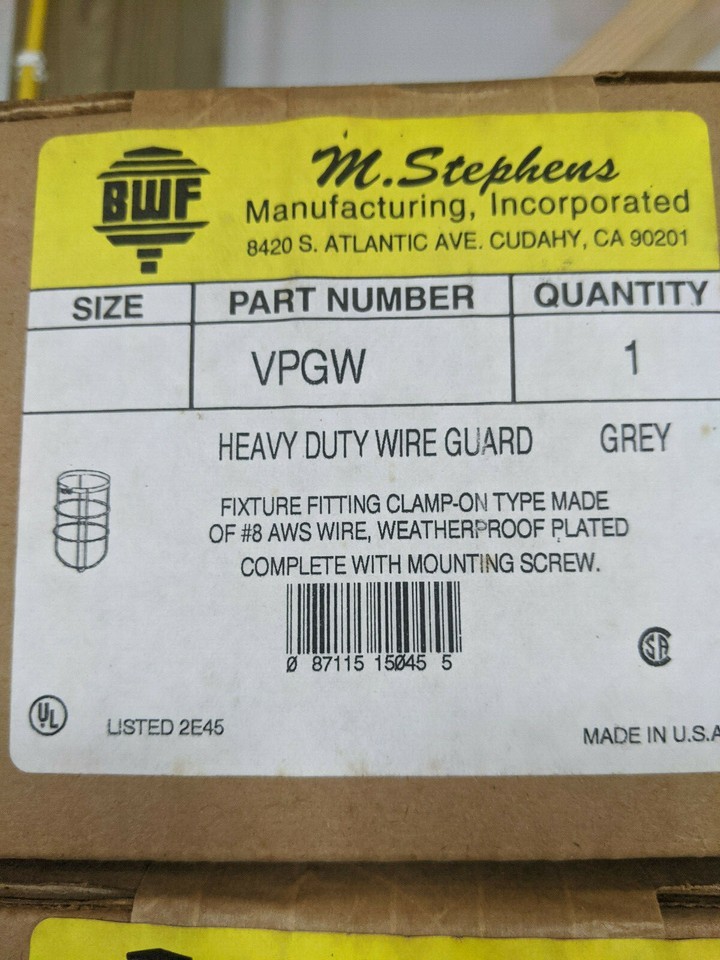 BWF
M. Stephens
Manufacturing, Incorporated
8420 S. ATLANTIC AVE. CUDAHY, CA 90201
SIZE PART NUMBER QUANTITY
VPGW 1
HEAVY DUTY WIRE GUARD GREY
FIXTURE FITTING CLAMP-ON TYPE MADE
OF #8 AWS WIRE, WEATHERPROOF PLATED
COMPLETE WITH MOUNTING SCREW.
0 87115 15045 5
SA
UL LISTED 2E45
MADE IN U.S.A